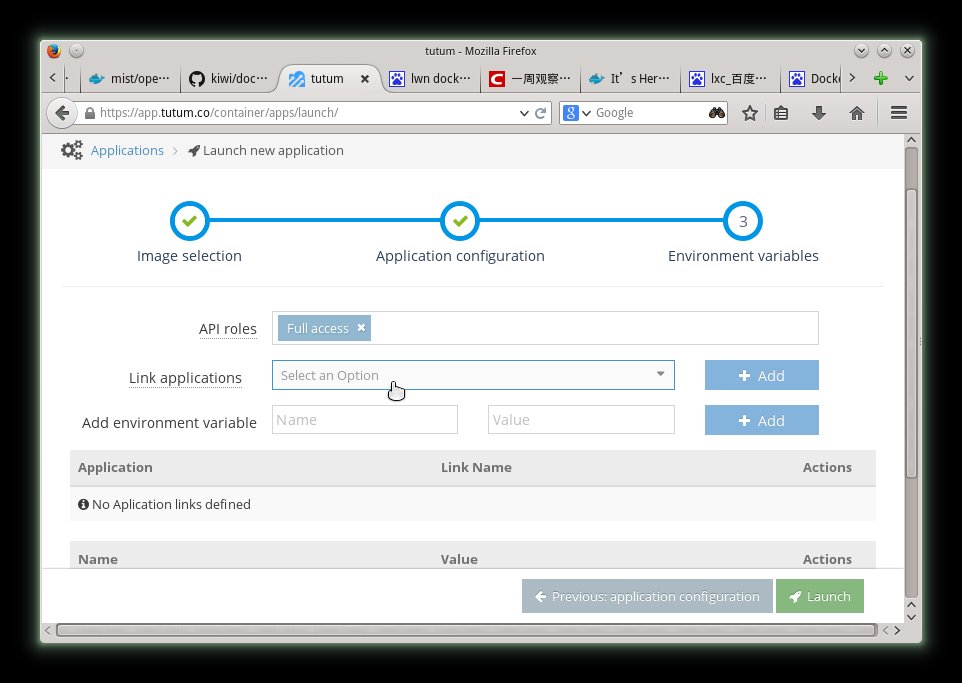 tutum - Mozilla Firefox
mist/ope… kiwi/doc… tutum lwn dock… 一周观察… It's Her… lxc_百度… Docke
https://app.tutum.co/container/apps/launch/ 8 Google
Applications > Launch new application
3
Image selection Application configuration Environment variables
API roles Full access ×
Link applications Select an Option + Add
Add environment variable Name Value + Add
Application Link Name Actions
No Aplication links defined
Name Value Actions
Previous: application configuration Launch